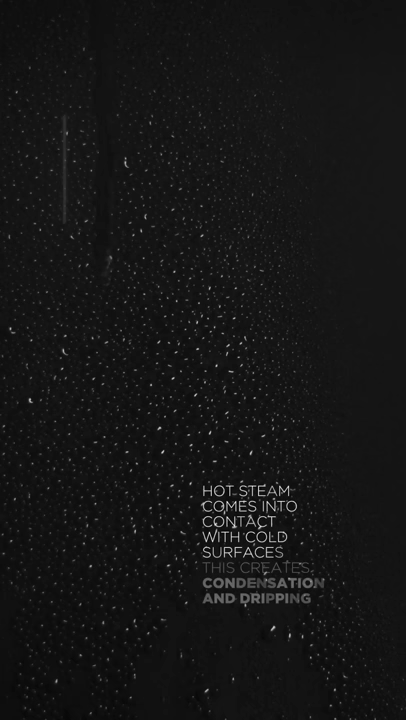 HOT STEAM
COMES INTO
CONTACT
WITH COLD
SURFACES
THIS CREATES
CONDENSATION
AND DRIPPING